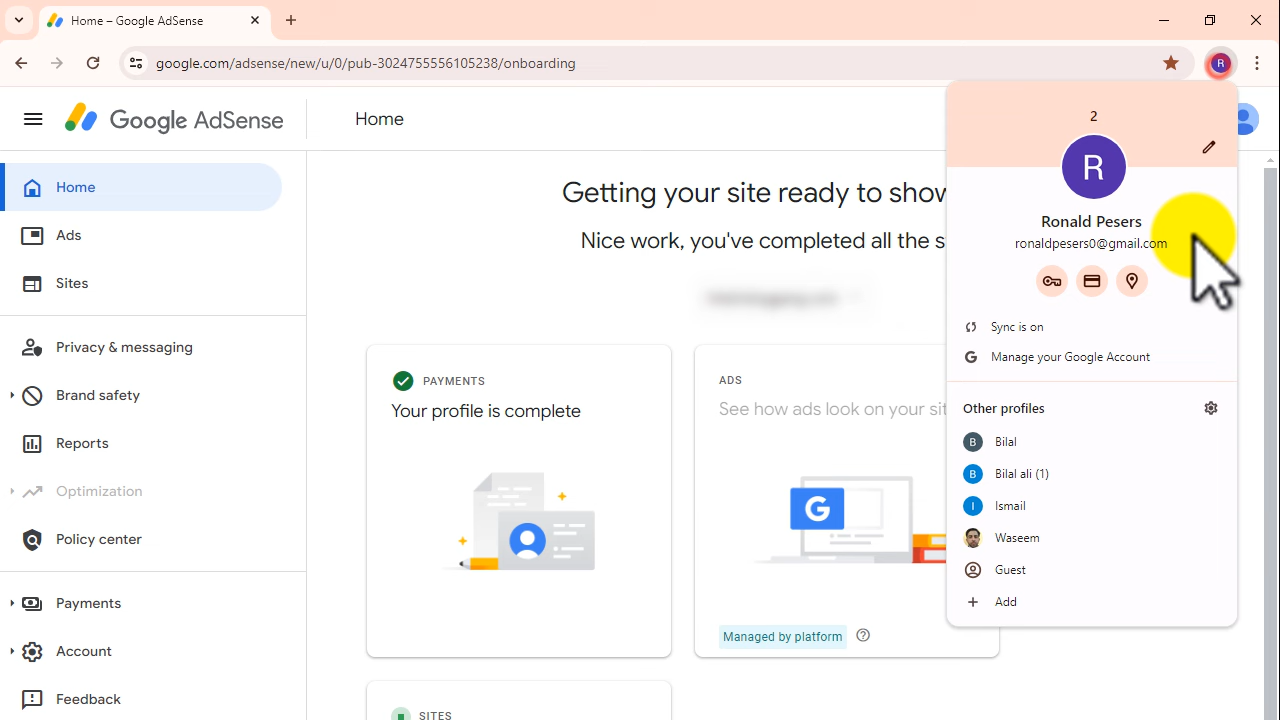 Home – Google AdSense
google.com/adsense/new/u/0/pub-3024755556105238/onboarding
R
Google AdSense
Home
Home
Ads
Sites
Privacy & messaging
Brand safety
Reports
Optimization
Policy center
Payments
Account
Feedback
Getting your site ready to show
Nice work, you've completed all the s
PAYMENTS
Your profile is complete
ADS
See how ads look on your sit
G
Managed by platform
SITES
2
R
Ronald Pesers
ronaldpesers0@gmail.com
Sync is on
G Manage your Google Account
Other profiles
B Bilal
B Bilal ali (1)
I Ismail
Waseem
Guest
Add